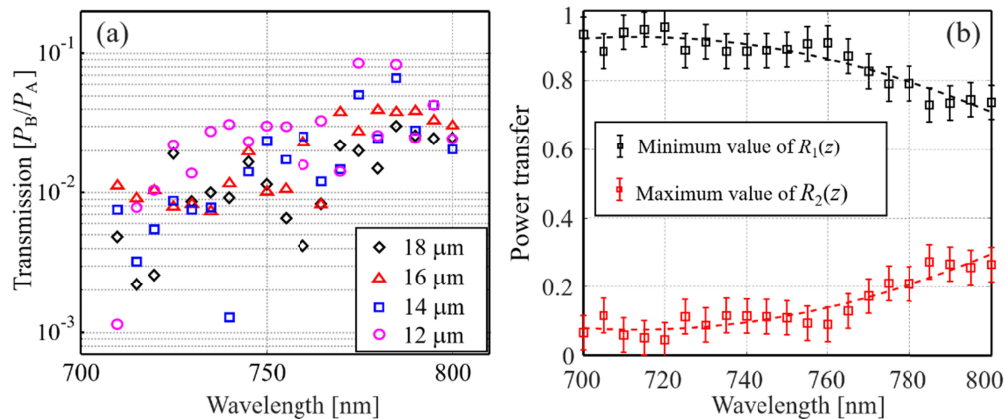 (a)
Transmission [P_B/P_A]
10^-1
10^-2
10^-3
18 μm
16 μm
14 μm
12 μm
700
750
800
Wavelength [nm]
(b)
Power transfer
1
0.8
0.6
0.4
0.2
0
Minimum value of R_1(z)
Maximum value of R_2(z)
700 720 740 760 780 800
Wavelength [nm]